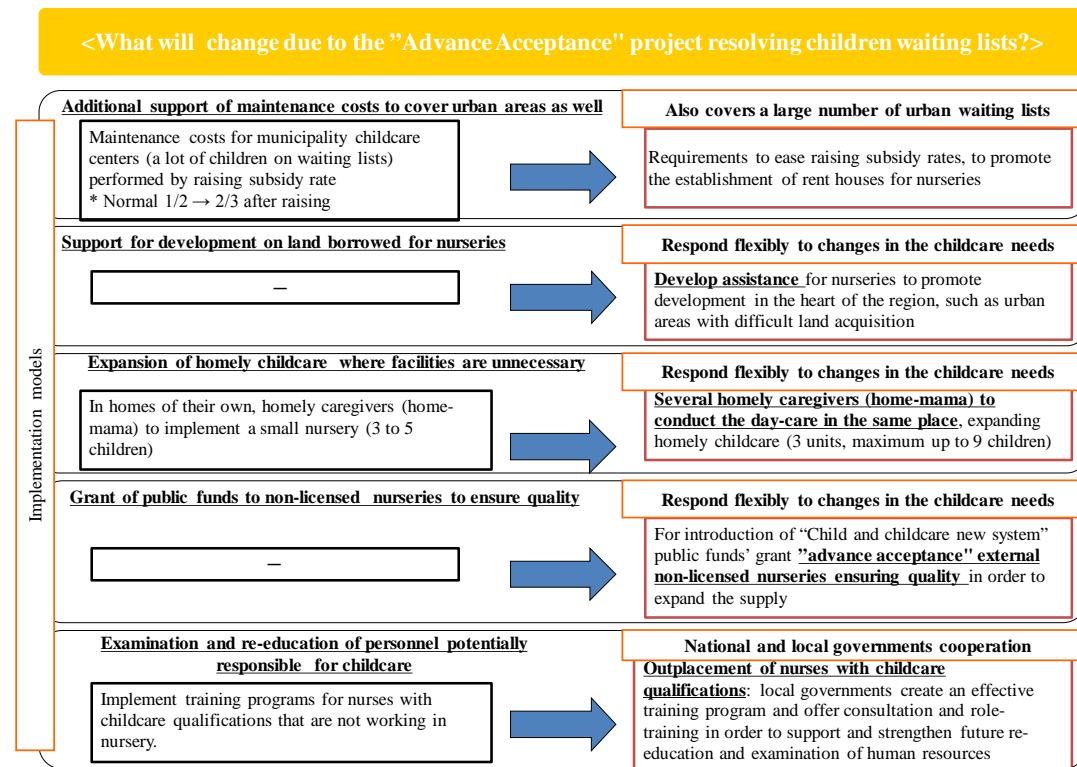 <What will change due to the ”Advance Acceptance" project resolving children waiting lists?>
Implementation models
Additional support of maintenance costs to cover urban areas as well
Maintenance costs for municipality childcare
centers (a lot of children on waiting lists)
performed by raising subsidy rate
* Normal 1/2 → 2/3 after raising
Also covers a large number of urban waiting lists
Requirements to ease raising subsidy rates, to promote
the establishment of rent houses for nurseries
Support for development on land borrowed for nurseries
–
Respond flexibly to changes in the childcare needs
Develop assistance for nurseries to promote
development in the heart of the region, such as urban
areas with difficult land acquisition
Expansion of homely childcare where facilities are unnecessary
In homes of their own, homely caregivers (home-
mama) to implement a small nursery (3 to 5
children)
Respond flexibly to changes in the childcare needs
Several homely caregivers (home-mama) to
conduct the day-care in the same place, expanding
homely childcare (3 units, maximum up to 9 children)
Grant of public funds to non-licensed nurseries to ensure quality
–
Respond flexibly to changes in the childcare needs
For introduction of “Child and childcare new system”
public funds’ grant ”advance acceptance" external
non-licensed nurseries ensuring quality in order to
expand the supply
Examination and re-education of personnel potentially
responsible for childcare
Implement training programs for nurses with
childcare qualifications that are not working in
nursery.
National and local governments cooperation
Outplacement of nurses with childcare
qualifications: local governments create an effective
training program and offer consultation and role-
training in order to support and strengthen future re-
education and examination of human resources